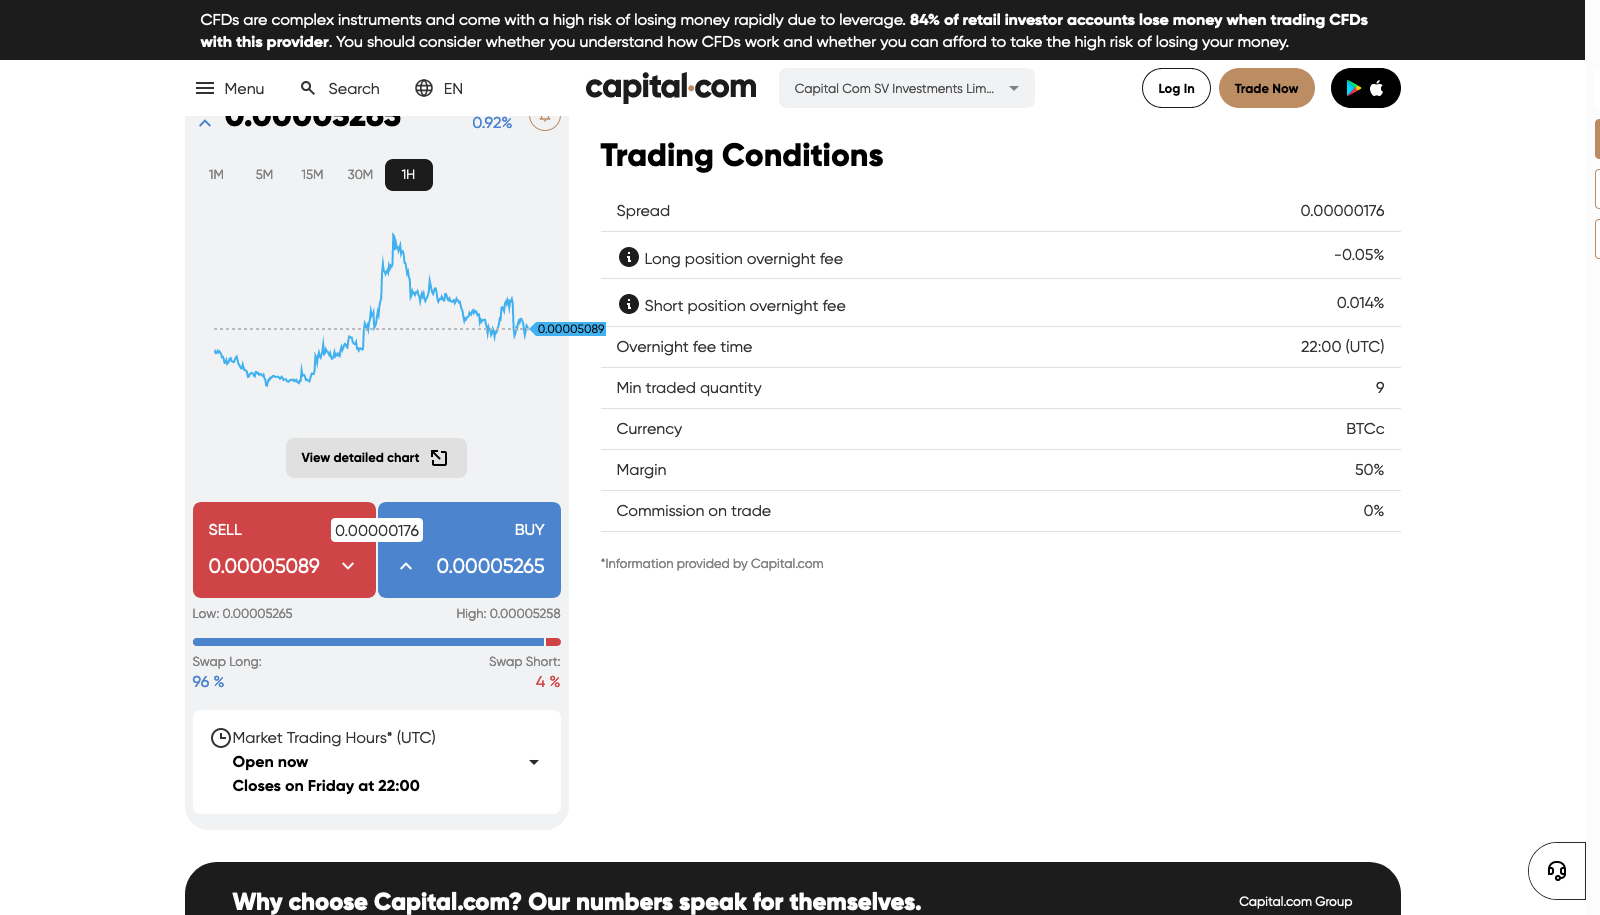 CFDs are complex instruments and come with a high risk of losing money rapidly due to leverage. 84% of retail investor accounts lose money when trading CFDs
with this provider. You should consider whether you understand how CFDs work and whether you can afford to take the high risk of losing your money.
Menu Search EN capital.com Capital Com SV Investments Lim... Log In Trade Now
0.00005265 0.92%
1M 5M 15M 30M 1H
0.00005089
View detailed chart
SELL 0.00000176 BUY
0.00005089 0.00005265
Low: 0.00005265 High: 0.00005258
Swap Long: Swap Short:
96 % 4 %
Market Trading Hours* (UTC)
Open now
Closes on Friday at 22:00
Trading Conditions
Spread 0.00000176
Long position overnight fee -0.05%
Short position overnight fee 0.014%
Overnight fee time 22:00 (UTC)
Min traded quantity 9
Currency BTCc
Margin 50%
Commission on trade 0%
*Information provided by Capital.com
Why choose Capital.com? Our numbers speak for themselves.
Capital.com Group